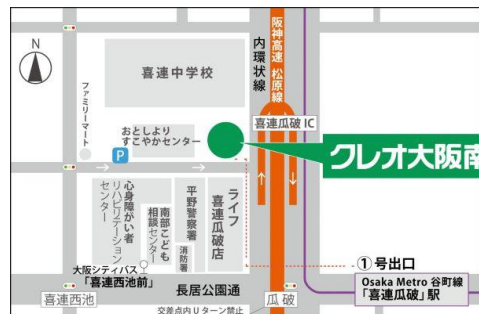 N
喜連中学校
ファミリーマート
おとしより
すこやかセンター
P
内環状線
阪神高速 松原線
喜連瓜破 IC
クレオ大阪南
心身障がい者
リハビリテーション
センター
南部こども
相談センター
平野警察署
消防署
ライフ
喜連瓜破店
大阪シティバス
「喜連西池前」
長居公園通
①号出口
Osaka Metro 谷町線
「喜連瓜破」駅
喜連西池
瓜破
交差点内Uターン禁止